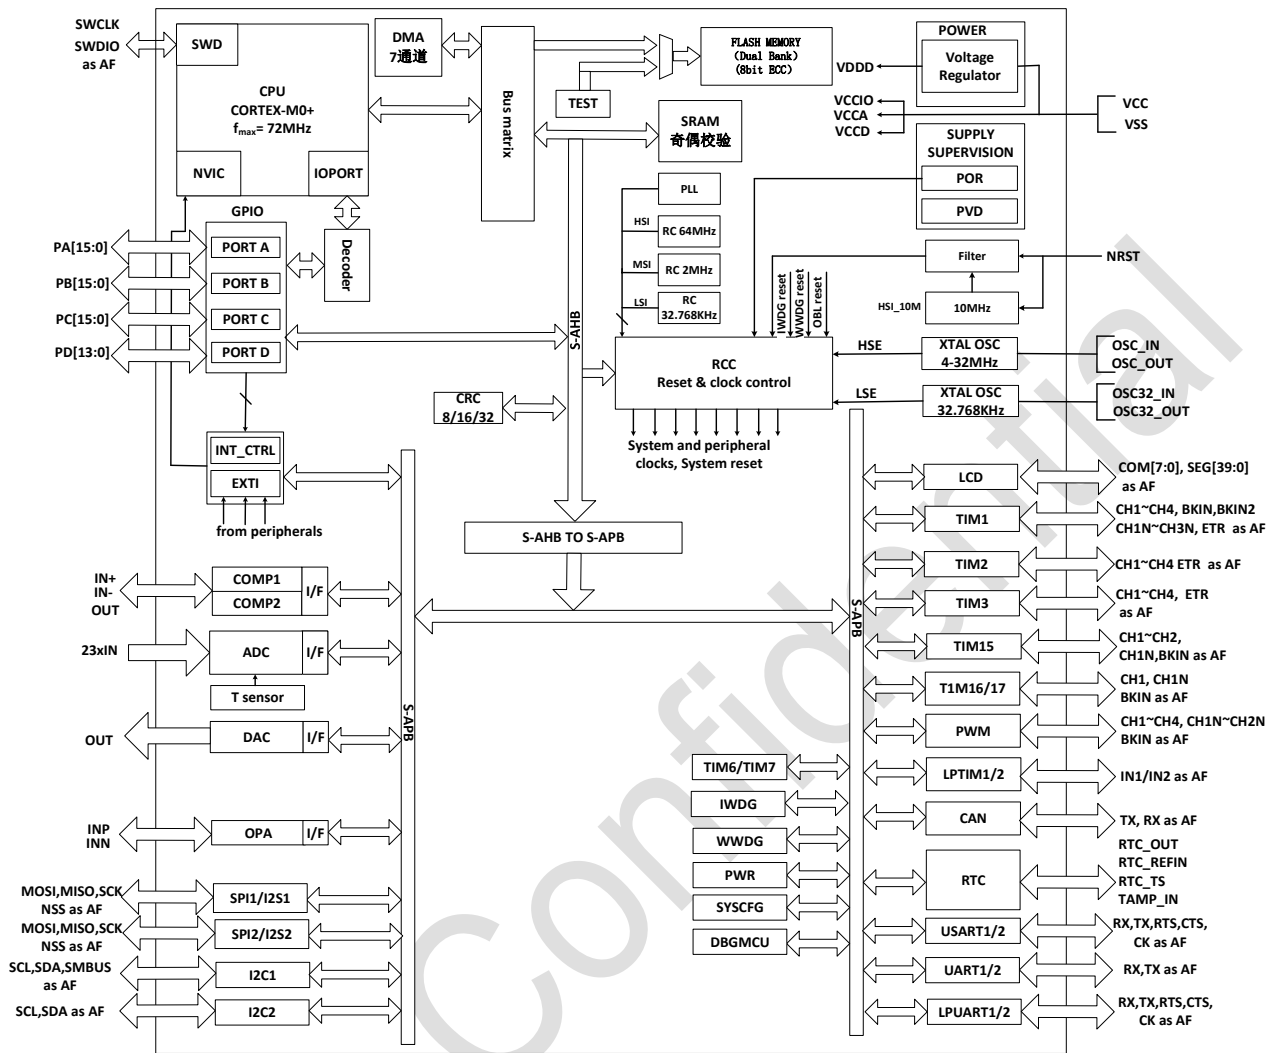 SWCLK
SWDIO
as AF
SWD
CPU
CORTEX-M0+
fmax= 72MHz
NVIC
IOPORT
DMA
7通道
Bus matrix
TEST
FLASH MEMORY
(Dual Bank)
(8bit ECC)
SRAM
奇偶校验
POWER
Voltage
Regulator
VDDD
VCCIO
VCCA
VCCD
VCC
VSS
SUPPLY
SUPERVISION
POR
PVD
Filter
NRST
HSI_10M
10MHz
GPIO
PORT A
PORT B
PORT C
PORT D
PA[15:0]
PB[15:0]
PC[15:0]
PD[13:0]
Decoder
S-AHB
PLL
HSI
RC 64MHz
MSI
RC 2MHz
LSI
RC
32.768KHz
IWDG reset
WWDG reset
OBL reset
RCC
Reset & clock control
HSE
XTAL OSC
4-32MHz
OSC_IN
OSC_OUT
LSE
XTAL OSC
32.768KHz
OSC32_IN
OSC32_OUT
System and peripheral
clocks, System reset
CRC
8/16/32
INT_CTRL
EXTI
from peripherals
S-AHB TO S-APB
S-APB
S-APB
IN+
IN-
OUT
COMP1
COMP2
I/F
23xIN
ADC
I/F
T sensor
OUT
DAC
I/F
INP
INN
OPA
I/F
MOSI,MISO,SCK
NSS as AF
SPI1/I2S1
MOSI,MISO,SCK
NSS as AF
SPI2/I2S2
SCL,SDA,SMBUS
as AF
I2C1
SCL,SDA as AF
I2C2
TIM6/TIM7
IWDG
WWDG
PWR
SYSCFG
DBGMCU
LCD
COM[7:0], SEG[39:0]
as AF
TIM1
CH1~CH4, BKIN,BKIN2
CH1N~CH3N, ETR as AF
TIM2
CH1~CH4 ETR as AF
TIM3
CH1~CH4, ETR
as AF
TIM15
CH1~CH2,
CH1N,BKIN as AF
T1M16/17
CH1, CH1N
BKIN as AF
PWM
CH1~CH4, CH1N~CH2N
BKIN as AF
LPTIM1/2
IN1/IN2 as AF
CAN
TX, RX as AF
RTC
RTC_OUT
RTC_REFIN
RTC_TS
TAMP_IN
USART1/2
RX,TX,RTS,CTS,
CK as AF
UART1/2
RX,TX as AF
LPUART1/2
RX,TX,RTS,CTS,
CK as AF
Confidential